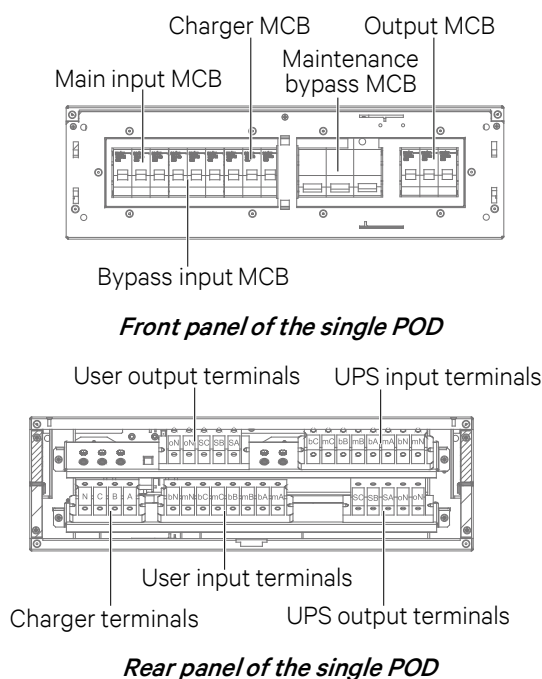 Charger MCB
Output MCB
Main input MCB
Maintenance
bypass MCB
Bypass input MCB
Front panel of the single POD
User output terminals
UPS input terminals
oN oN SC SB SA
bC mC bB mB bA mA bN mN
N C B A
bN mN bC mC bB mB bA mA
SC SB SA oN oN
User input terminals
Charger terminals
UPS output terminals
Rear panel of the single POD